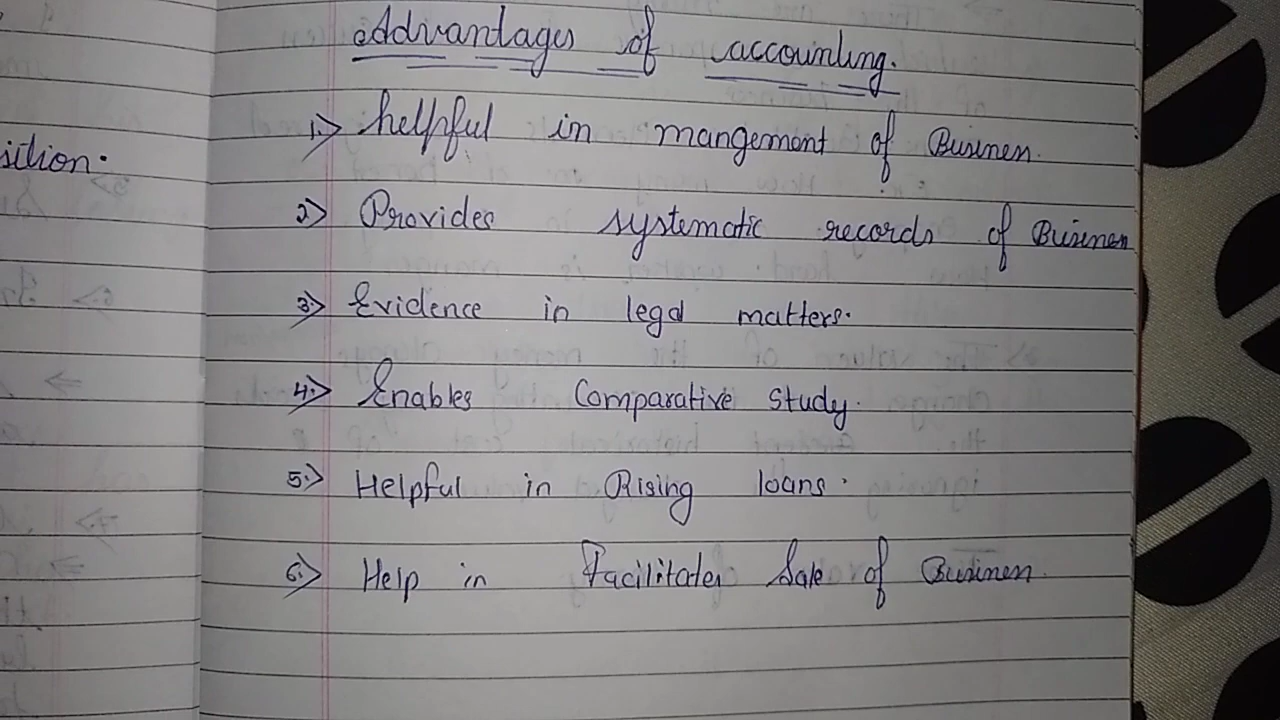 Advantages of accounting.
1.> helpful in mangement of Business.
sition.
2> Provides systematic records of Business
3.> Evidence in legal matters.
4.> Enables Comparative study.
5.> Helpful in Rising loans.
6.> Help in Facilitates Sale of Business.